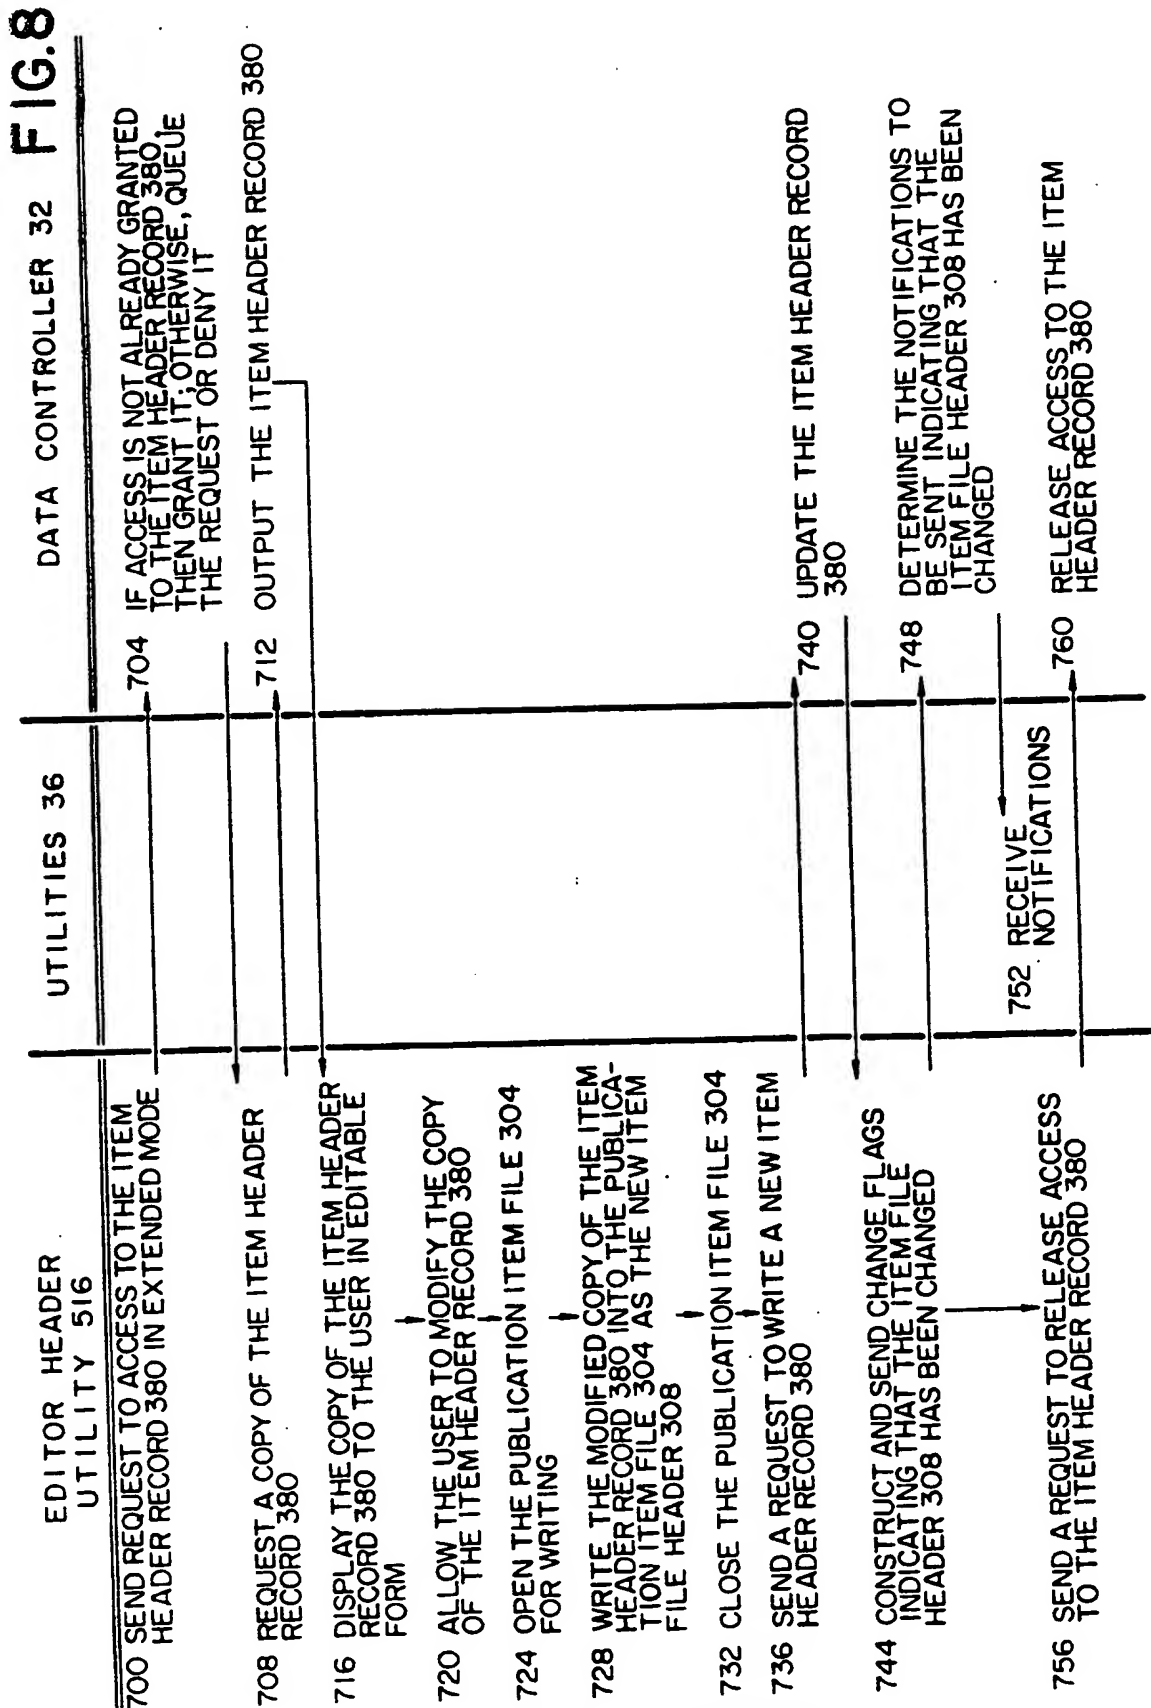 FIG.8
EDITOR HEADER
UTILITY 516
UTILITIES 36
DATA CONTROLLER 32
700 SEND REQUEST TO ACCESS TO THE ITEM
HEADER RECORD 380 IN EXTENDED MODE
704 IF ACCESS IS NOT ALREADY GRANTED
TO THE ITEM HEADER RECORD 380,
THEN GRANT IT; OTHERWISE, QUEUE
THE REQUEST OR DENY IT
708 REQUEST A COPY OF THE ITEM HEADER
RECORD 380
712 OUTPUT THE ITEM HEADER RECORD 380
716 DISPLAY THE COPY OF THE ITEM HEADER
RECORD 380 TO THE USER IN EDITABLE
FORM
720 ALLOW THE USER TO MODIFY THE COPY
OF THE ITEM HEADER RECORD 380
724 OPEN THE PUBLICATION ITEM FILE 304
FOR WRITING
728 WRITE THE MODIFIED COPY OF THE ITEM
HEADER RECORD 380 INTO THE PUBLICA-
TION ITEM FILE 304 AS THE NEW ITEM
FILE HEADER 308
732 CLOSE THE PUBLICATION ITEM FILE 304
736 SEND A REQUEST TO WRITE A NEW ITEM
HEADER RECORD 380
740 UPDATE THE ITEM HEADER RECORD
380
744 CONSTRUCT AND SEND CHANGE FLAGS
INDICATING THAT THE ITEM FILE
HEADER 308 HAS BEEN CHANGED
748 DETERMINE THE NOTIFICATIONS TO
BE SENT INDICATING THAT THE
ITEM FILE HEADER 308 HAS BEEN
CHANGED
752 RECEIVE
NOTIFICATIONS
756 SEND A REQUEST TO RELEASE ACCESS
TO THE ITEM HEADER RECORD 380
760 RELEASE ACCESS TO THE ITEM
HEADER RECORD 380